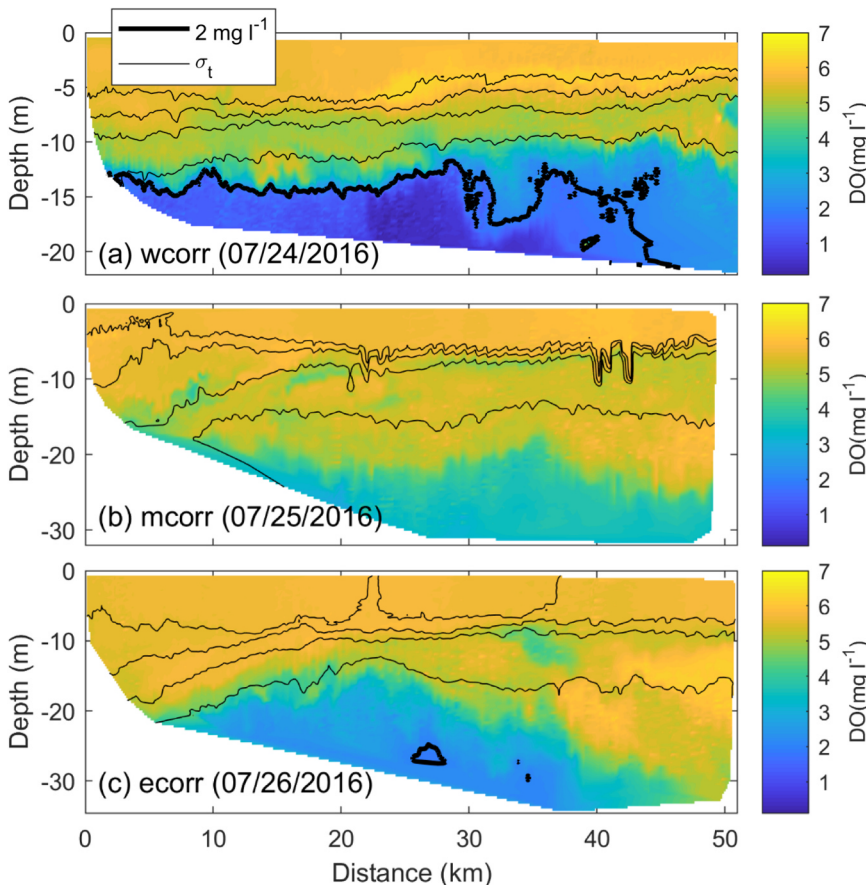 2 mg l-1
σt
0
-5
-10
-15
-20
Depth (m)
(a) wcorr (07/24/2016)
7
6
5
4
3
2
1
DO(mg l-1)
0
-10
-20
-30
Depth (m)
(b) mcorr (07/25/2016)
7
6
5
4
3
2
1
DO(mg l-1)
0
-10
-20
-30
Depth (m)
(c) ecorr (07/26/2016)
7
6
5
4
3
2
1
DO(mg l-1)
0 10 20 30 40 50
Distance (km)